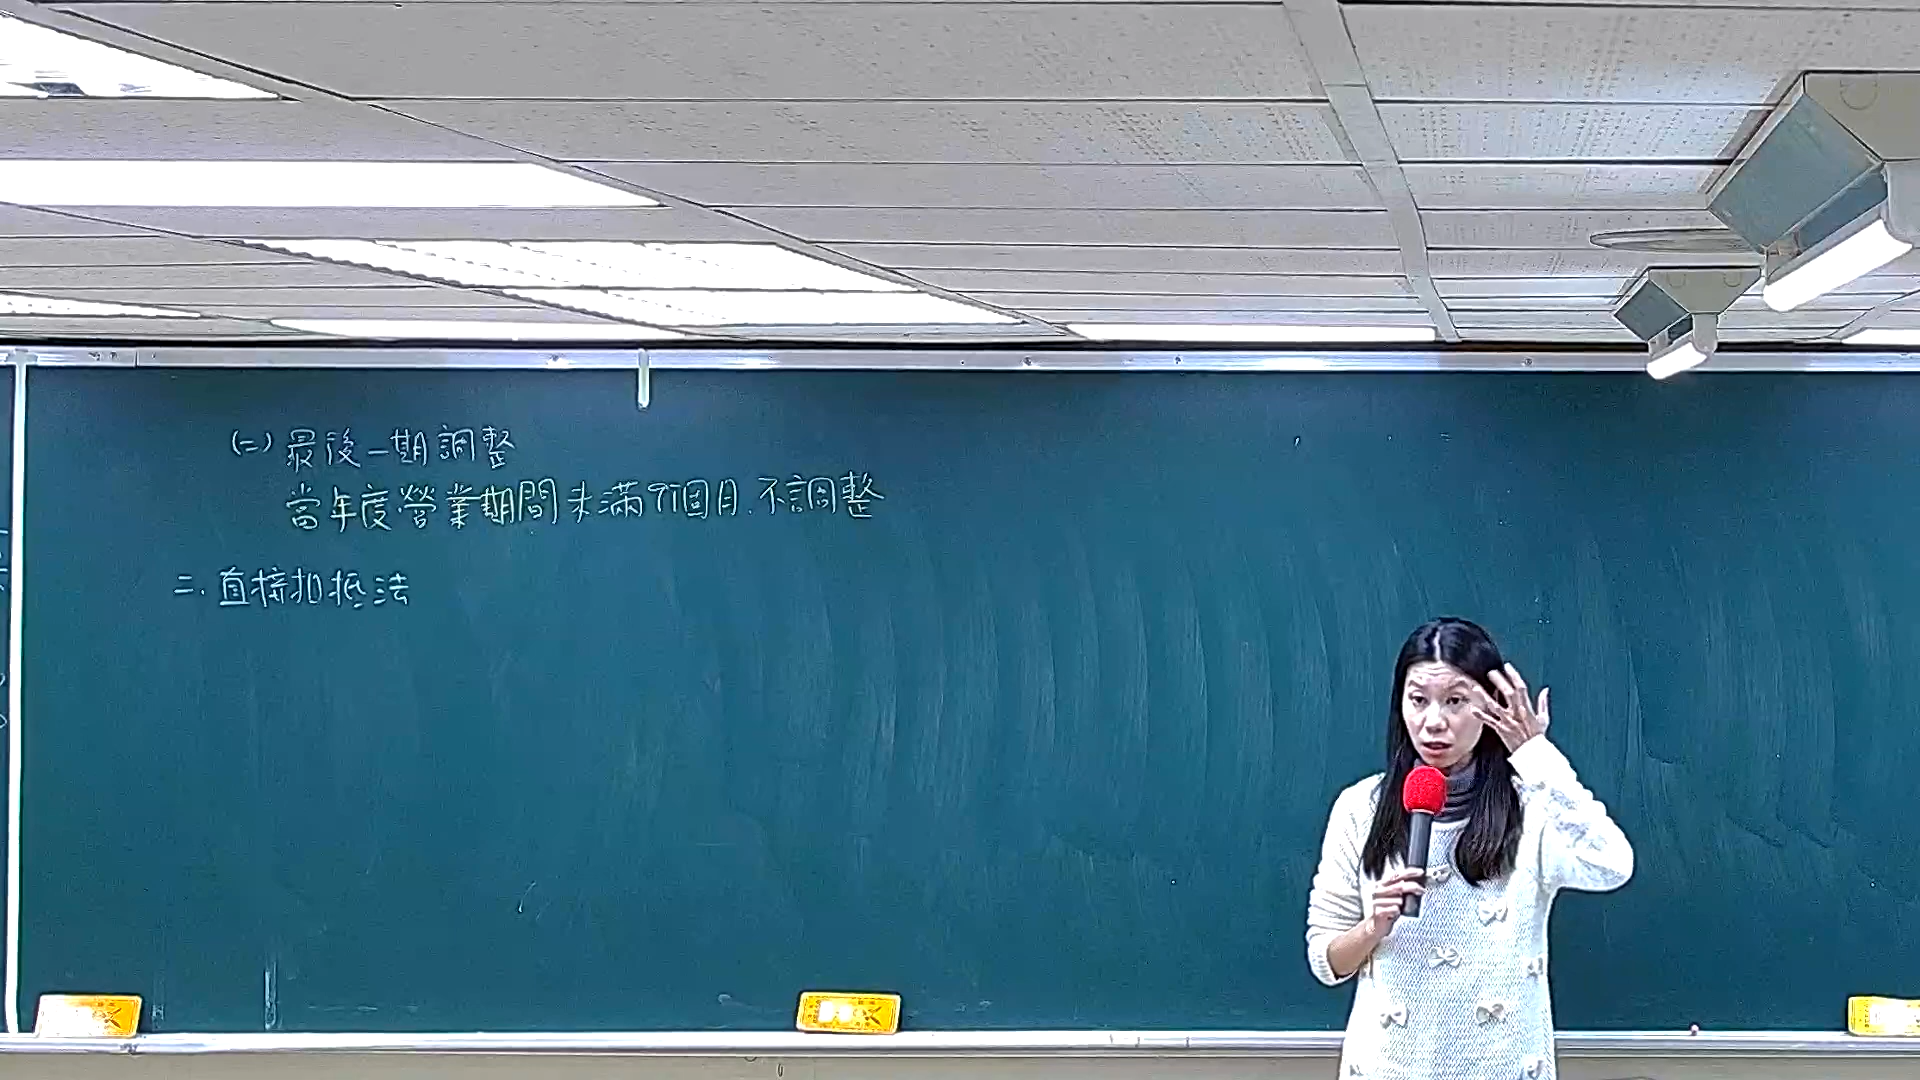 (二) 最後一期調整
當年度營業期間未滿9個月.不調整
二.直接扣抵法